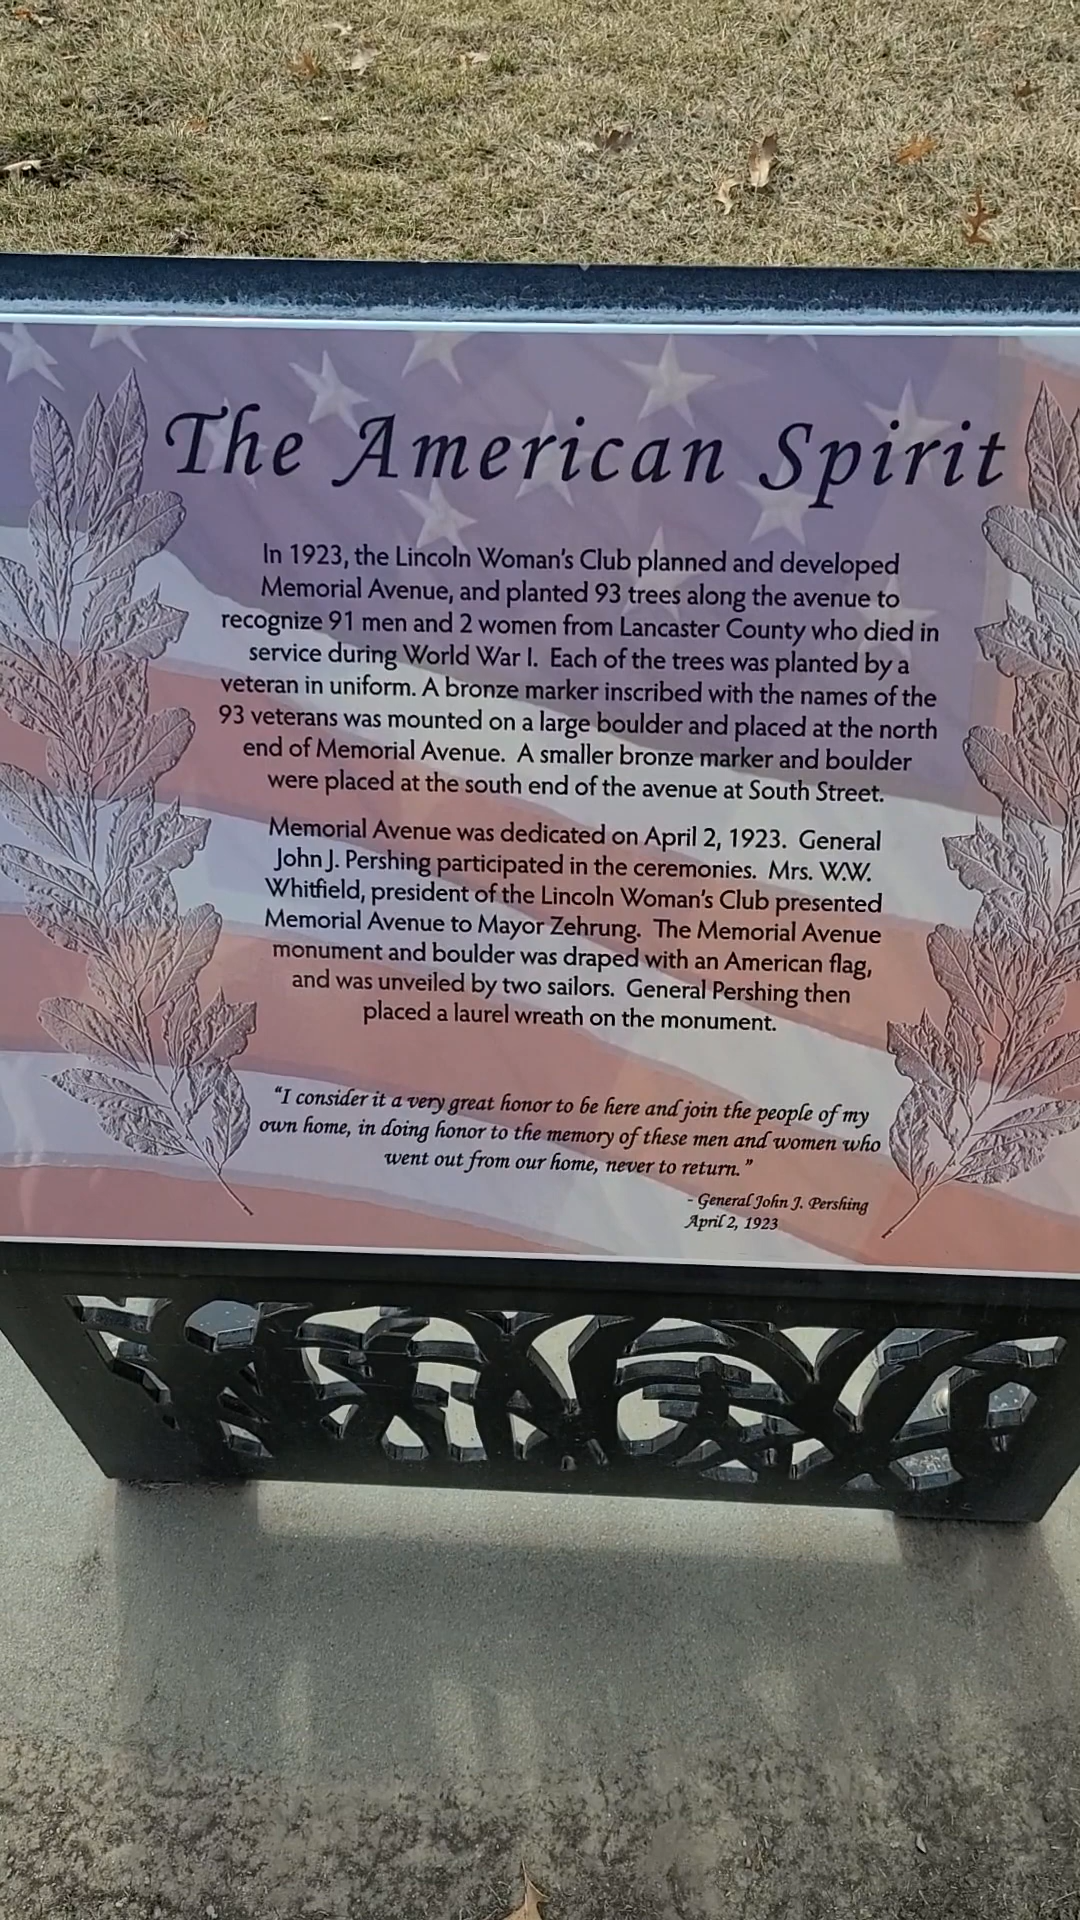 The American Spirit
In 1923, the Lincoln Woman's Club planned and developed
Memorial Avenue, and planted 93 trees along the avenue to
recognize 91 men and 2 women from Lancaster County who died in
service during World War I. Each of the trees was planted by a
veteran in uniform. A bronze marker inscribed with the names of the
93 veterans was mounted on a large boulder and placed at the north
end of Memorial Avenue. A smaller bronze marker and boulder
were placed at the south end of the avenue at South Street.
Memorial Avenue was dedicated on April 2, 1923. General
John J. Pershing participated in the ceremonies. Mrs. W.W.
Whitfield, president of the Lincoln Woman's Club presented
Memorial Avenue to Mayor Zehrung. The Memorial Avenue
monument and boulder was draped with an American flag,
and was unveiled by two sailors. General Pershing then
placed a laurel wreath on the monument.
"I consider it a very great honor to be here and join the people of my
own home, in doing honor to the memory of these men and women who
went out from our home, never to return."
- General John J. Pershing
April 2, 1923